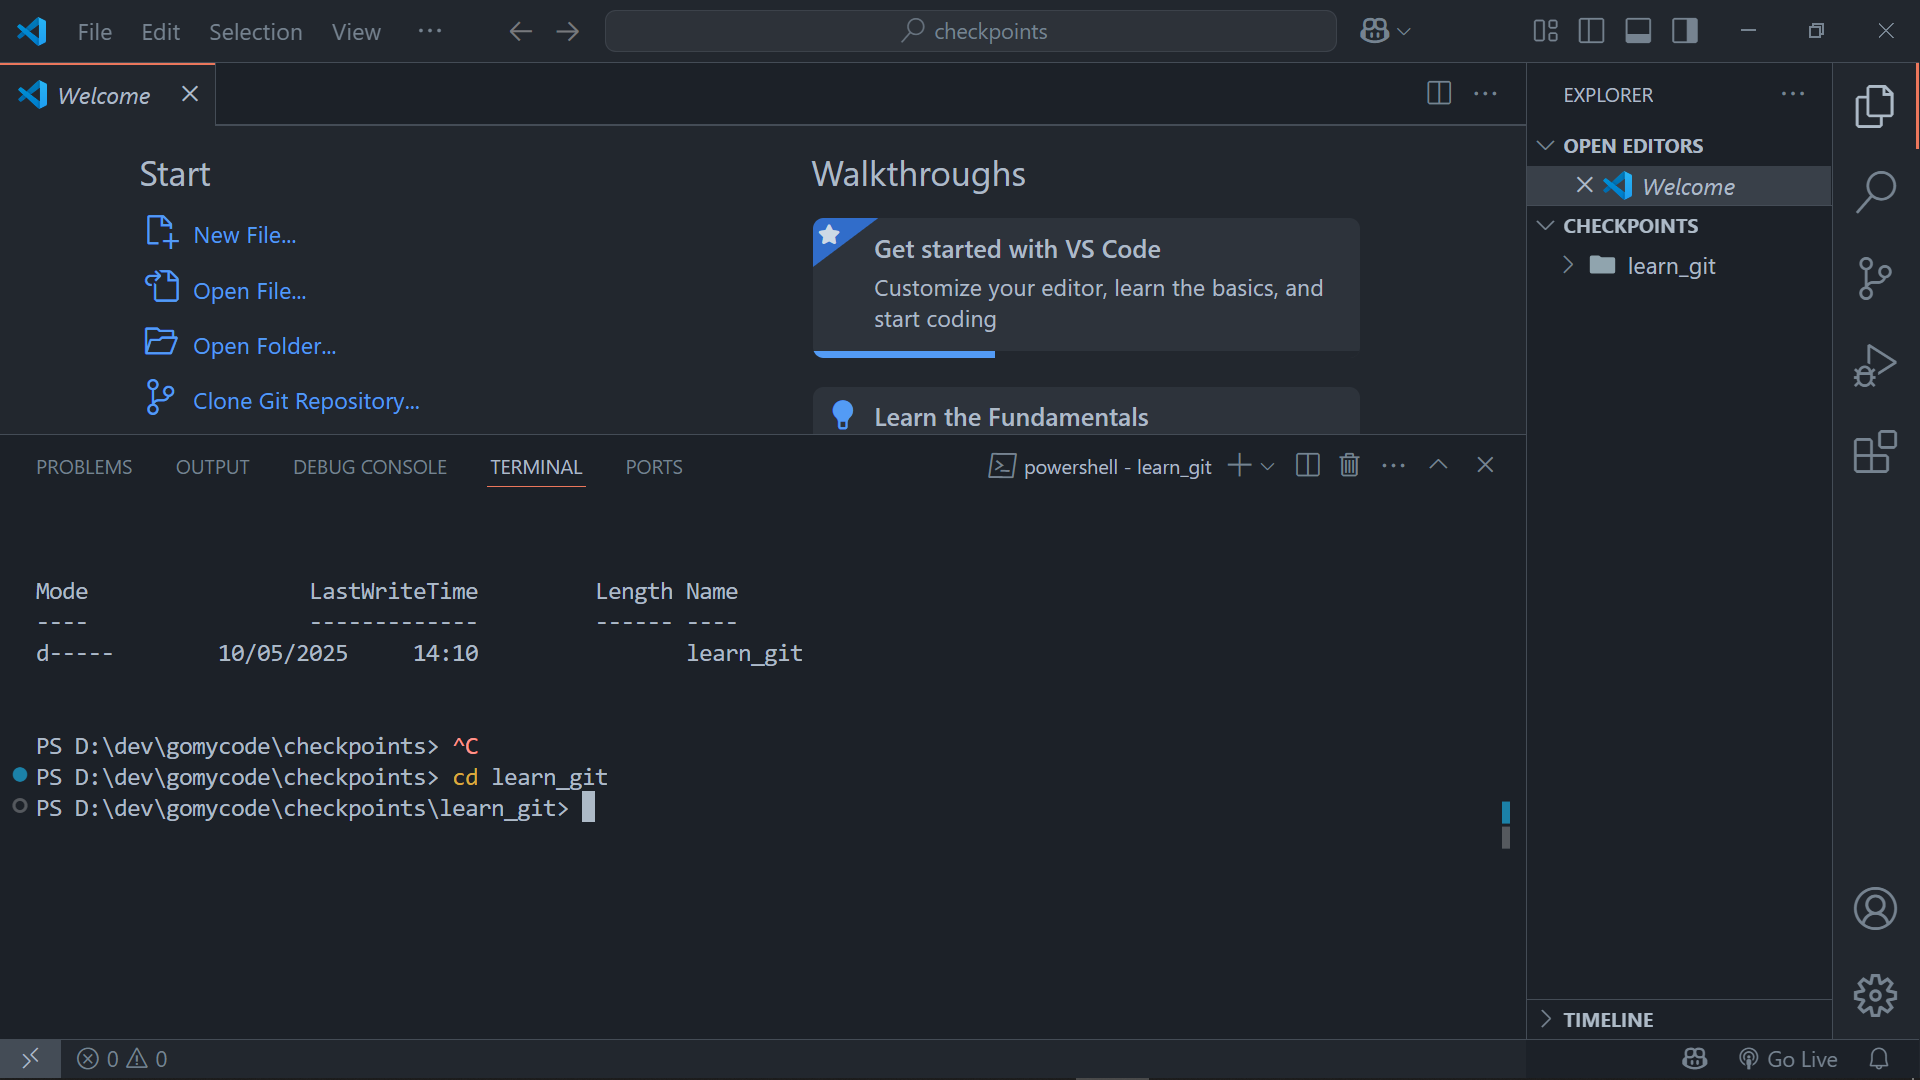 File Edit Selection View ··· checkpoints
Welcome
Start
New File...
Open File...
Open Folder...
Clone Git Repository...
Walkthroughs
Get started with VS Code
Customize your editor, learn the basics, and
start coding
Learn the Fundamentals
EXPLORER
OPEN EDITORS
Welcome
CHECKPOINTS
learn_git
PROBLEMS OUTPUT DEBUG CONSOLE TERMINAL PORTS powershell - learn_git
Mode LastWriteTime Length Name
---- ------------- ------ ----
d----- 10/05/2025 14:10 learn_git
PS D:\dev\gomycode\checkpoints> ^C
PS D:\dev\gomycode\checkpoints> cd learn_git
PS D:\dev\gomycode\checkpoints\learn_git>
TIMELINE
0 0 Go Live